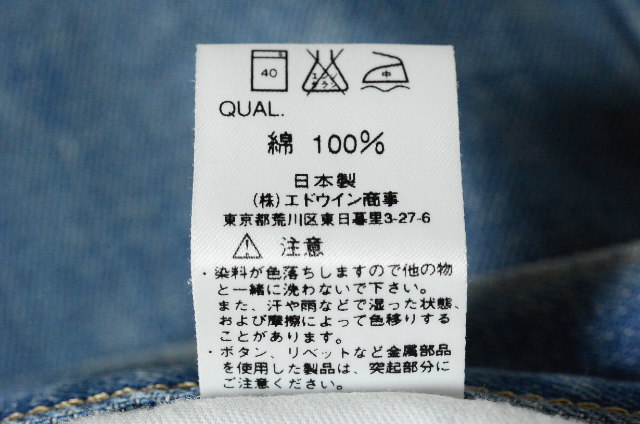 40 エンソ サラシ 中
QUAL.
綿 100%
日本製
(株)エドウイン商事
東京都荒川区東日暮里3-27-6
注意
・染料が色落ちしますので他の物
と一緒に洗わないで下さい。
また、汗や雨などで湿った状態、
および摩擦によって色移りする
ことがあります。
・ボタン、リベットなど金属部品
を使用した製品は、突起部分に
ご注意ください。